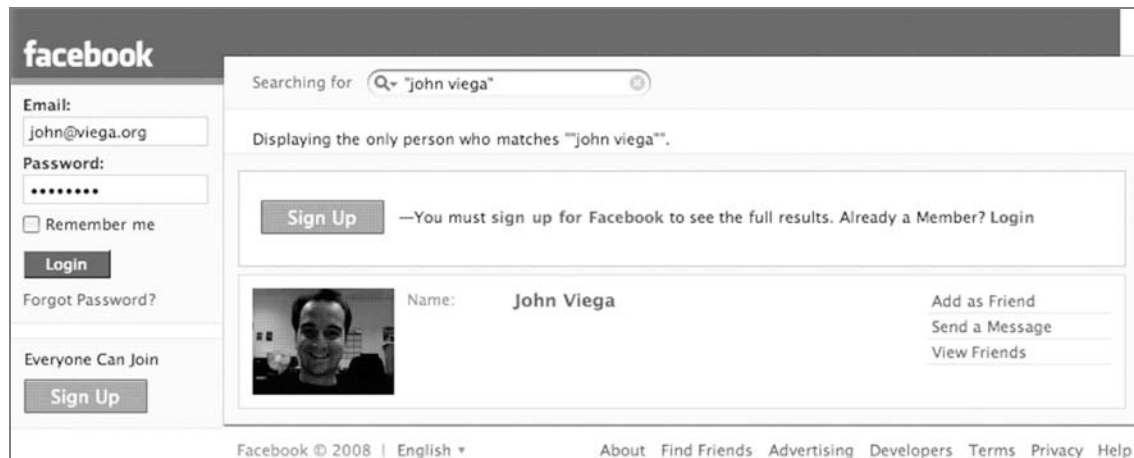 facebook
Email:
john@viega.org
Password:
••••••••
Remember me
Login
Forgot Password?
Everyone Can Join
Sign Up
Searching for "john viega"
Displaying the only person who matches ""john viega"".
Sign Up —You must sign up for Facebook to see the full results. Already a Member? Login
Name: John Viega
Add as Friend
Send a Message
View Friends
Facebook © 2008 | English
About Find Friends Advertising Developers Terms Privacy Help